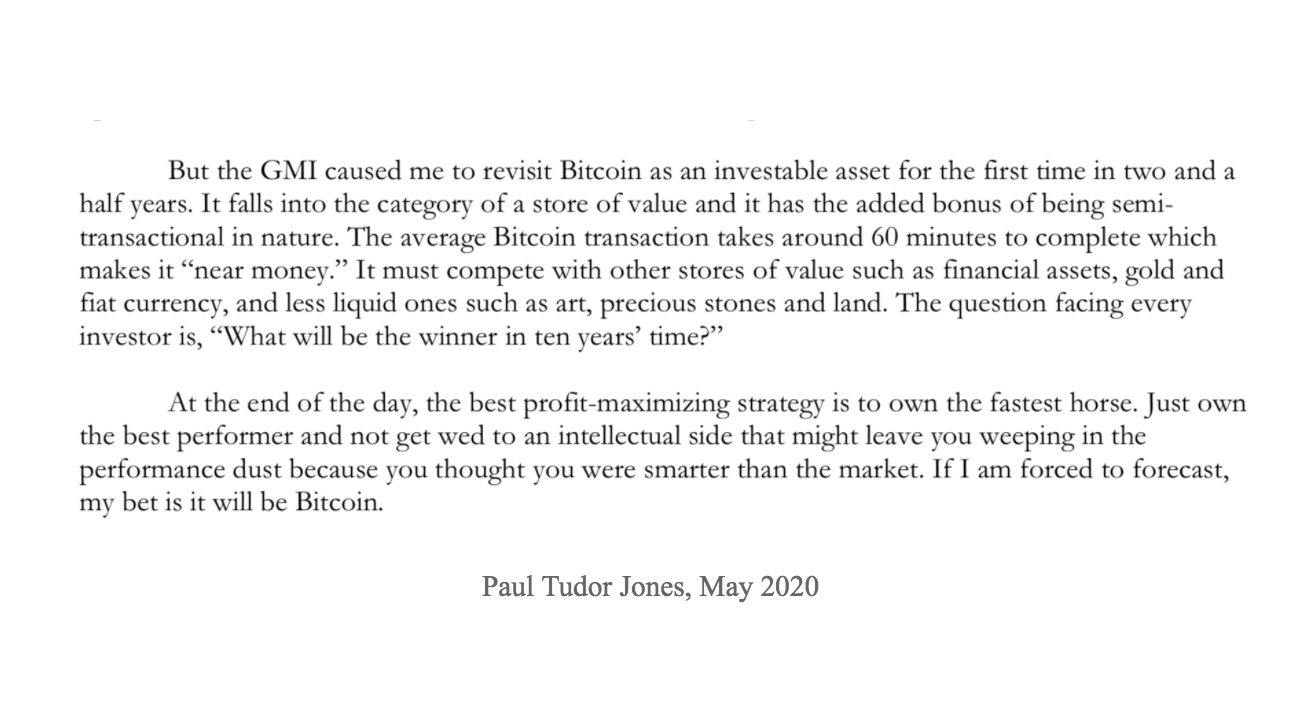 But the GMI caused me to revisit Bitcoin as an investable asset for the first time in two and a
half years. It falls into the category of a store of value and it has the added bonus of being semi-
transactional in nature. The average Bitcoin transaction takes around 60 minutes to complete which
makes it “near money.” It must compete with other stores of value such as financial assets, gold and
fiat currency, and less liquid ones such as art, precious stones and land. The question facing every
investor is, “What will be the winner in ten years’ time?”
At the end of the day, the best profit-maximizing strategy is to own the fastest horse. Just own
the best performer and not get wed to an intellectual side that might leave you weeping in the
performance dust because you thought you were smarter than the market. If I am forced to forecast,
my bet is it will be Bitcoin.
Paul Tudor Jones, May 2020